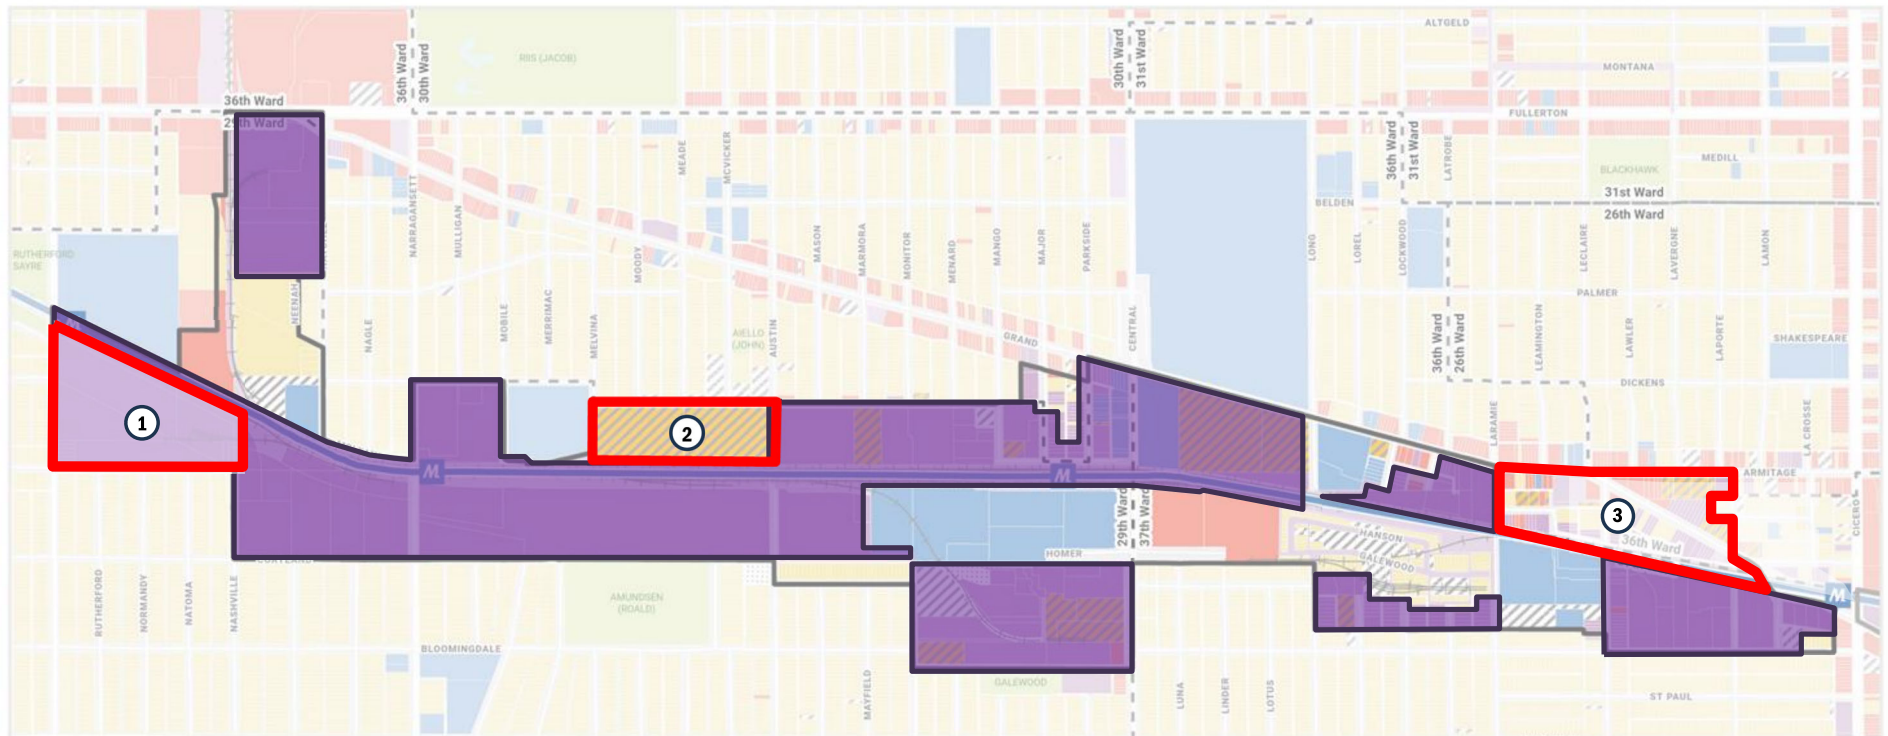 ALTGELD
36th Ward
30th Ward
RIIS (JACOB)
30th Ward
31st Ward
MONTANA
36th Ward
29th Ward
FULLERTON
MEADE
MCVICKER
36th Ward
31st Ward
LATROBE
MEDILL
BLACKHAWK
31st Ward
26th Ward
BELDEN
NARRAGANSETT
MULLIGAN
MOODY
MASON
MARMORA
MONITOR
MENARD
MANGO
MAJOR
PARKSIDE
LONG
LOREL
LOCKWOOD
LECLAIRE
LAVERGNE
LAMON
RUTHERFORD
SAYRE
PALMER
NEENAH
NAGLE
MOBILE
MERRIMAC
MELVINA
AIELLO
(JOHN)
AUSTIN
GRAND
CENTRAL
36th Ward
26th Ward
LEAMINGTON
LAWLER
LAPORTE
SHAKESPEARE
DICKENS
LARAMIE
LA CROSSE
M
1
2
M
M
ARMITAGE
CICERO
3
29th Ward
37th Ward
HANSON
GALEWOOD
36th Ward
HOMER
M
RUTHERFORD
NORMANDY
NATOMA
NASHVILLE
AMUNDSEN
(ROALD)
BLOOMINGDALE
MAYFIELD
GALEWOOD
LUNA
LINDER
LOTUS
ST PAUL